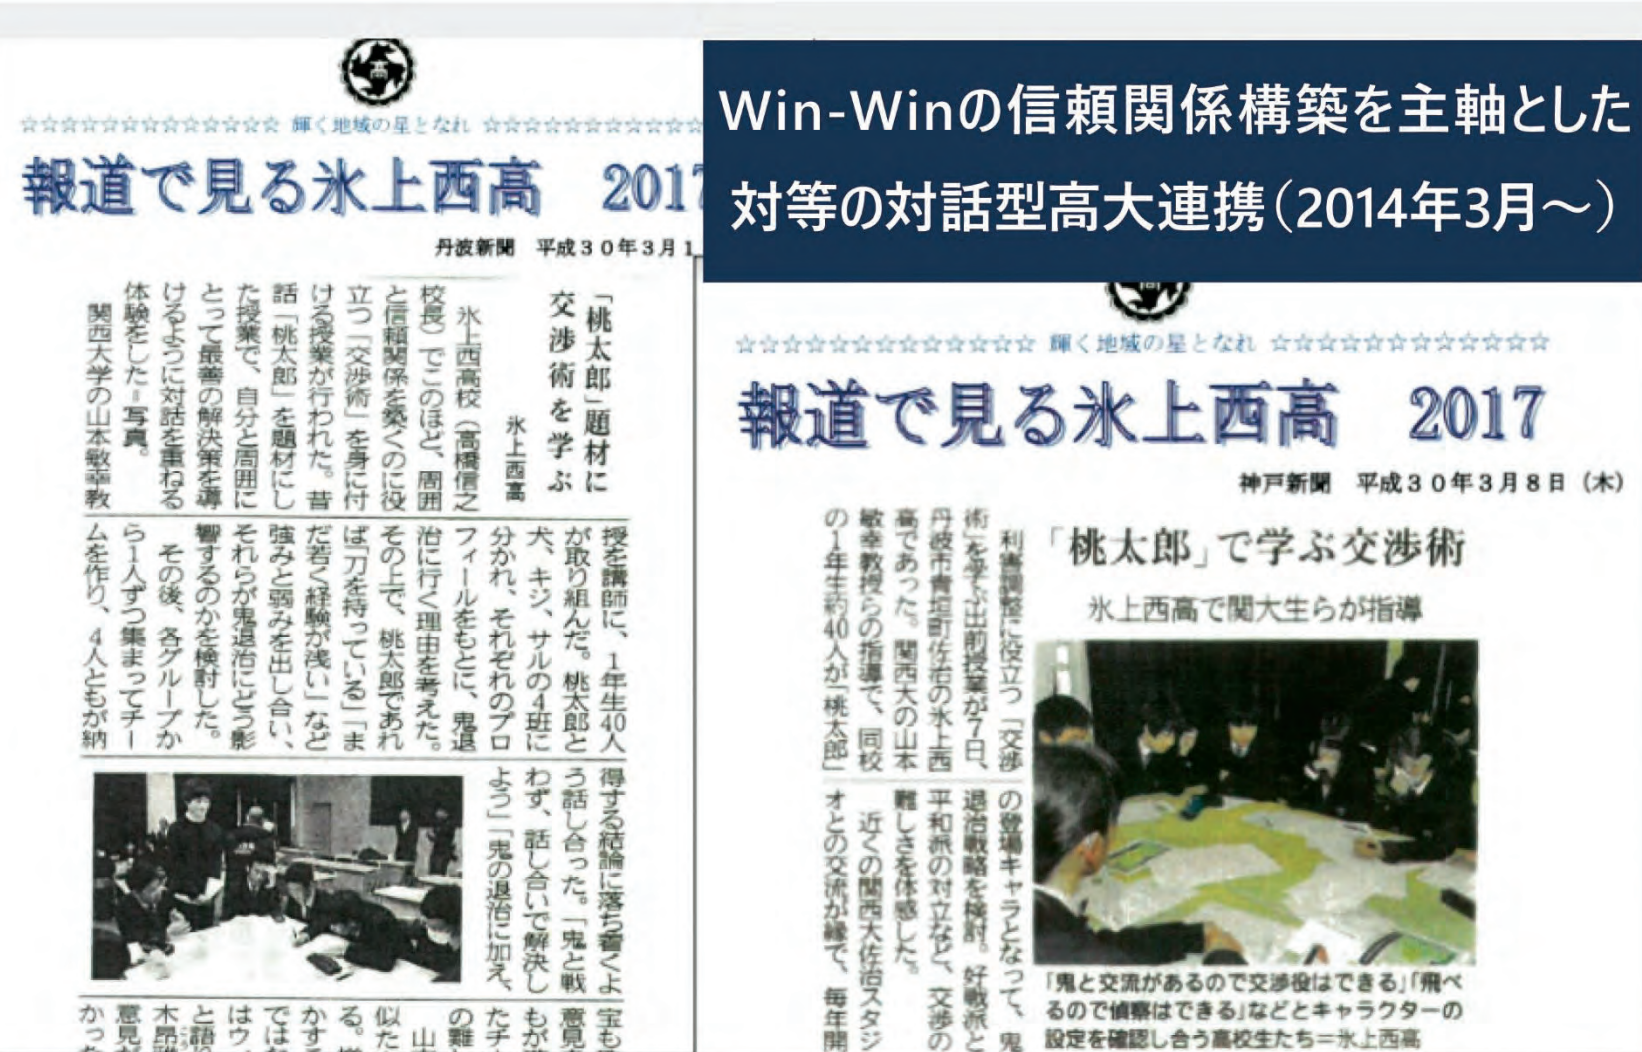 Win-Winの信頼関係構築を主軸とした
対等の対話型高大連携（2014年3月～）
☆☆☆☆☆☆☆☆☆☆☆☆☆ 輝く地域の星となれ ☆☆☆☆☆☆☆☆☆☆☆
報道で見る氷上西高　2017
丹波新聞　平成３０年３月１
「桃太郎」題材に
交渉術を学ぶ
氷上西高
氷上西高校（高橋信之
校長）でこのほど、周囲
と信頼関係を築くのに役
立つ「交渉術」を身に付
ける授業が行われた。昔
話「桃太郎」を題材にし
た授業で、自分と周囲に
とって最善の解決策を導
けるように対話を重ねる
体験をした＝写真。
関西大学の山本敏幸教
授を講師に、１年生40人
が取り組んだ。桃太郎と
犬、キジ、サルの4班に
分かれ、それぞれのプロ
フィールをもとに、鬼退
治に行く理由を考えた。
その上で、桃太郎であれ
ば「刀を持っている」「ま
だ若く経験が浅い」など
強みと弱みを出し合い、
それらが鬼退治にどう影
響するのかを検討した。
その後、各グループか
ら１人ずつ集まってチー
ムを作り、４人ともが納
得する結論に落ち着くよ
う話し合った。「鬼と戦
わず、話し合いで解決し
よう」「鬼の退治に加え、
宝も
意見を
もが
たチ
の難
山
似た
る。
かす
では
はウ
と語
木昂
意見が
かった
高
☆☆☆☆☆☆☆☆☆☆☆☆☆ 輝く地域の星となれ ☆☆☆☆☆☆☆☆☆☆☆☆
報道で見る氷上西高　2017
神戸新聞　平成３０年３月８日（木）
「桃太郎」で学ぶ交渉術
氷上西高で関大生らが指導
利害調整に役立つ「交渉
術」を学ぶ出前授業が7日、
丹波市青垣町佐治の氷上西
高であった。関西大の山本
敏幸教授らの指導で、同校
の1年生約40人が「桃太郎」
の登場キャラとなって、鬼
退治戦略を検討。好戦派と
平和派の対立など、交渉の
難しさを体感した。
近くの関西大佐治スタジ
オとの交流が縁で、毎年開
「鬼と交流があるので交渉役はできる」「飛べ
るので偵察はできる」などとキャラクターの
設定を確認し合う高校生たち＝氷上西高